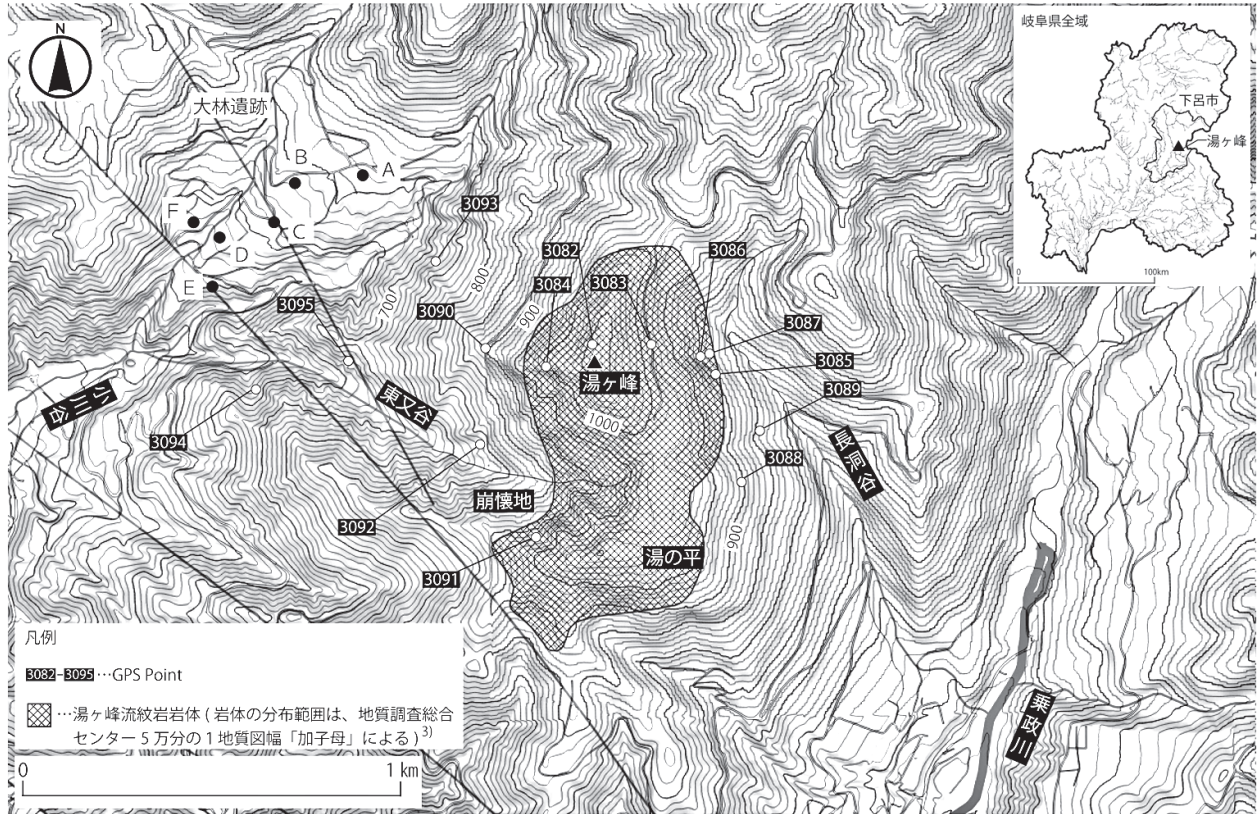 N
大林遺跡
A
B
C
D
E
F
3093
3082
3083
3084
3086
3095
3090
700
800
900
3087
3085
3089
湯ヶ峰
1000
小川谷
東又谷
3094
長洞谷
3088
崩壊地
3092
900
湯の平
3091
乗政川
岐阜県全域
下呂市
湯ヶ峰
0 100km
凡例
3082-3095…GPS Point
…湯ヶ峰流紋岩岩体 ( 岩体の分布範囲は、地質調査総合
センター 5 万分の 1 地質図幅「加子母」による ) 3)
0 1 km